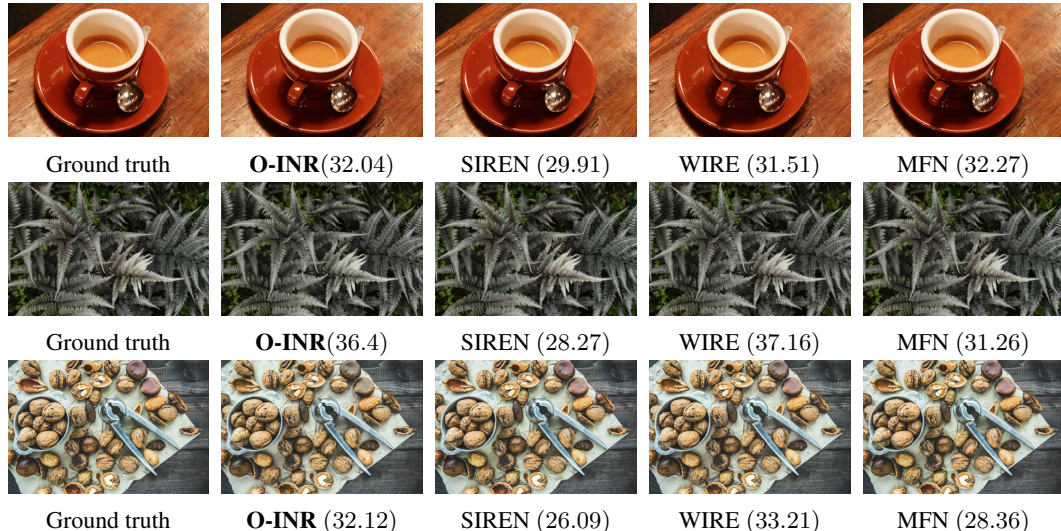 Ground truth O-INR(32.04) SIREN (29.91) WIRE (31.51) MFN (32.27)
Ground truth O-INR(36.4) SIREN (28.27) WIRE (37.16) MFN (31.26)
Ground truth O-INR (32.12) SIREN (26.09) WIRE (33.21) MFN (28.36)